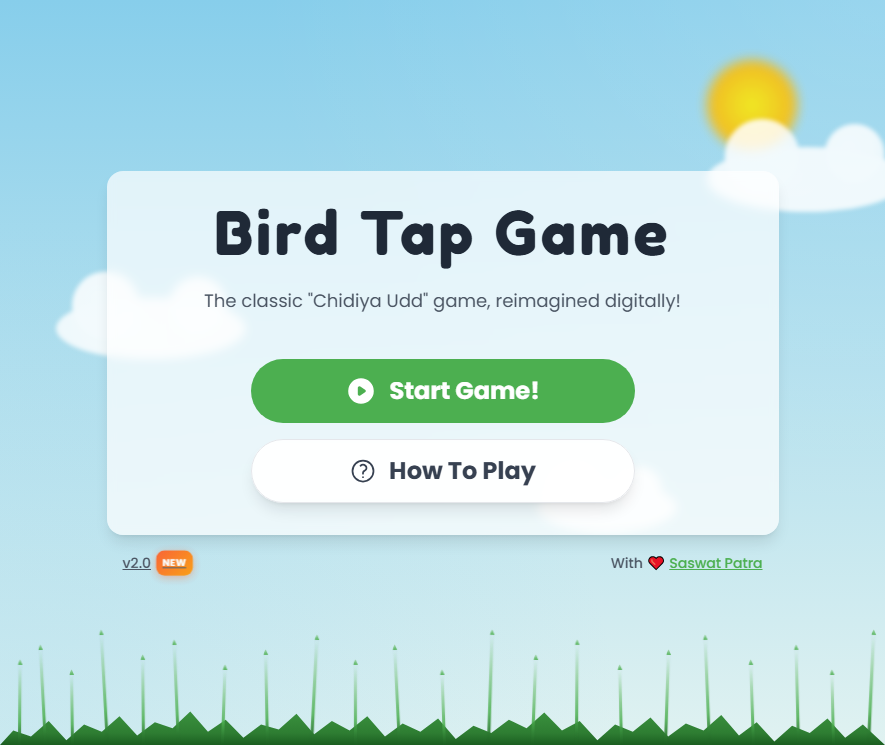 Bird Tap Game
The classic "Chidiya Udd" game, reimagined digitally!
Start Game!
How To Play
v2.0 NEW
With ❤️ Saswat Patra